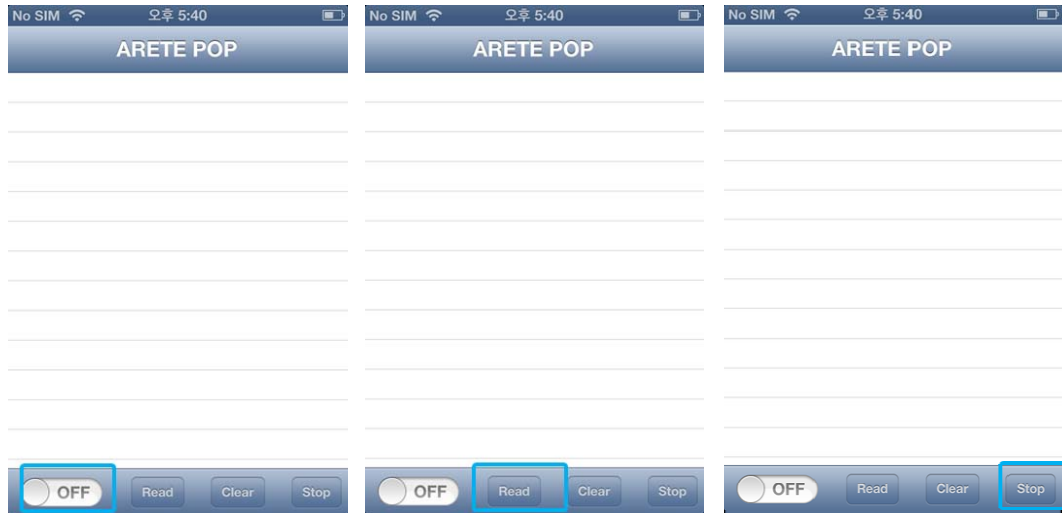 No SIM 오후 5:40
ARETE POP
OFF Read Clear Stop
No SIM 오후 5:40
ARETE POP
OFF Read Clear Stop
No SIM 오후 5:40
ARETE POP
OFF Read Clear Stop